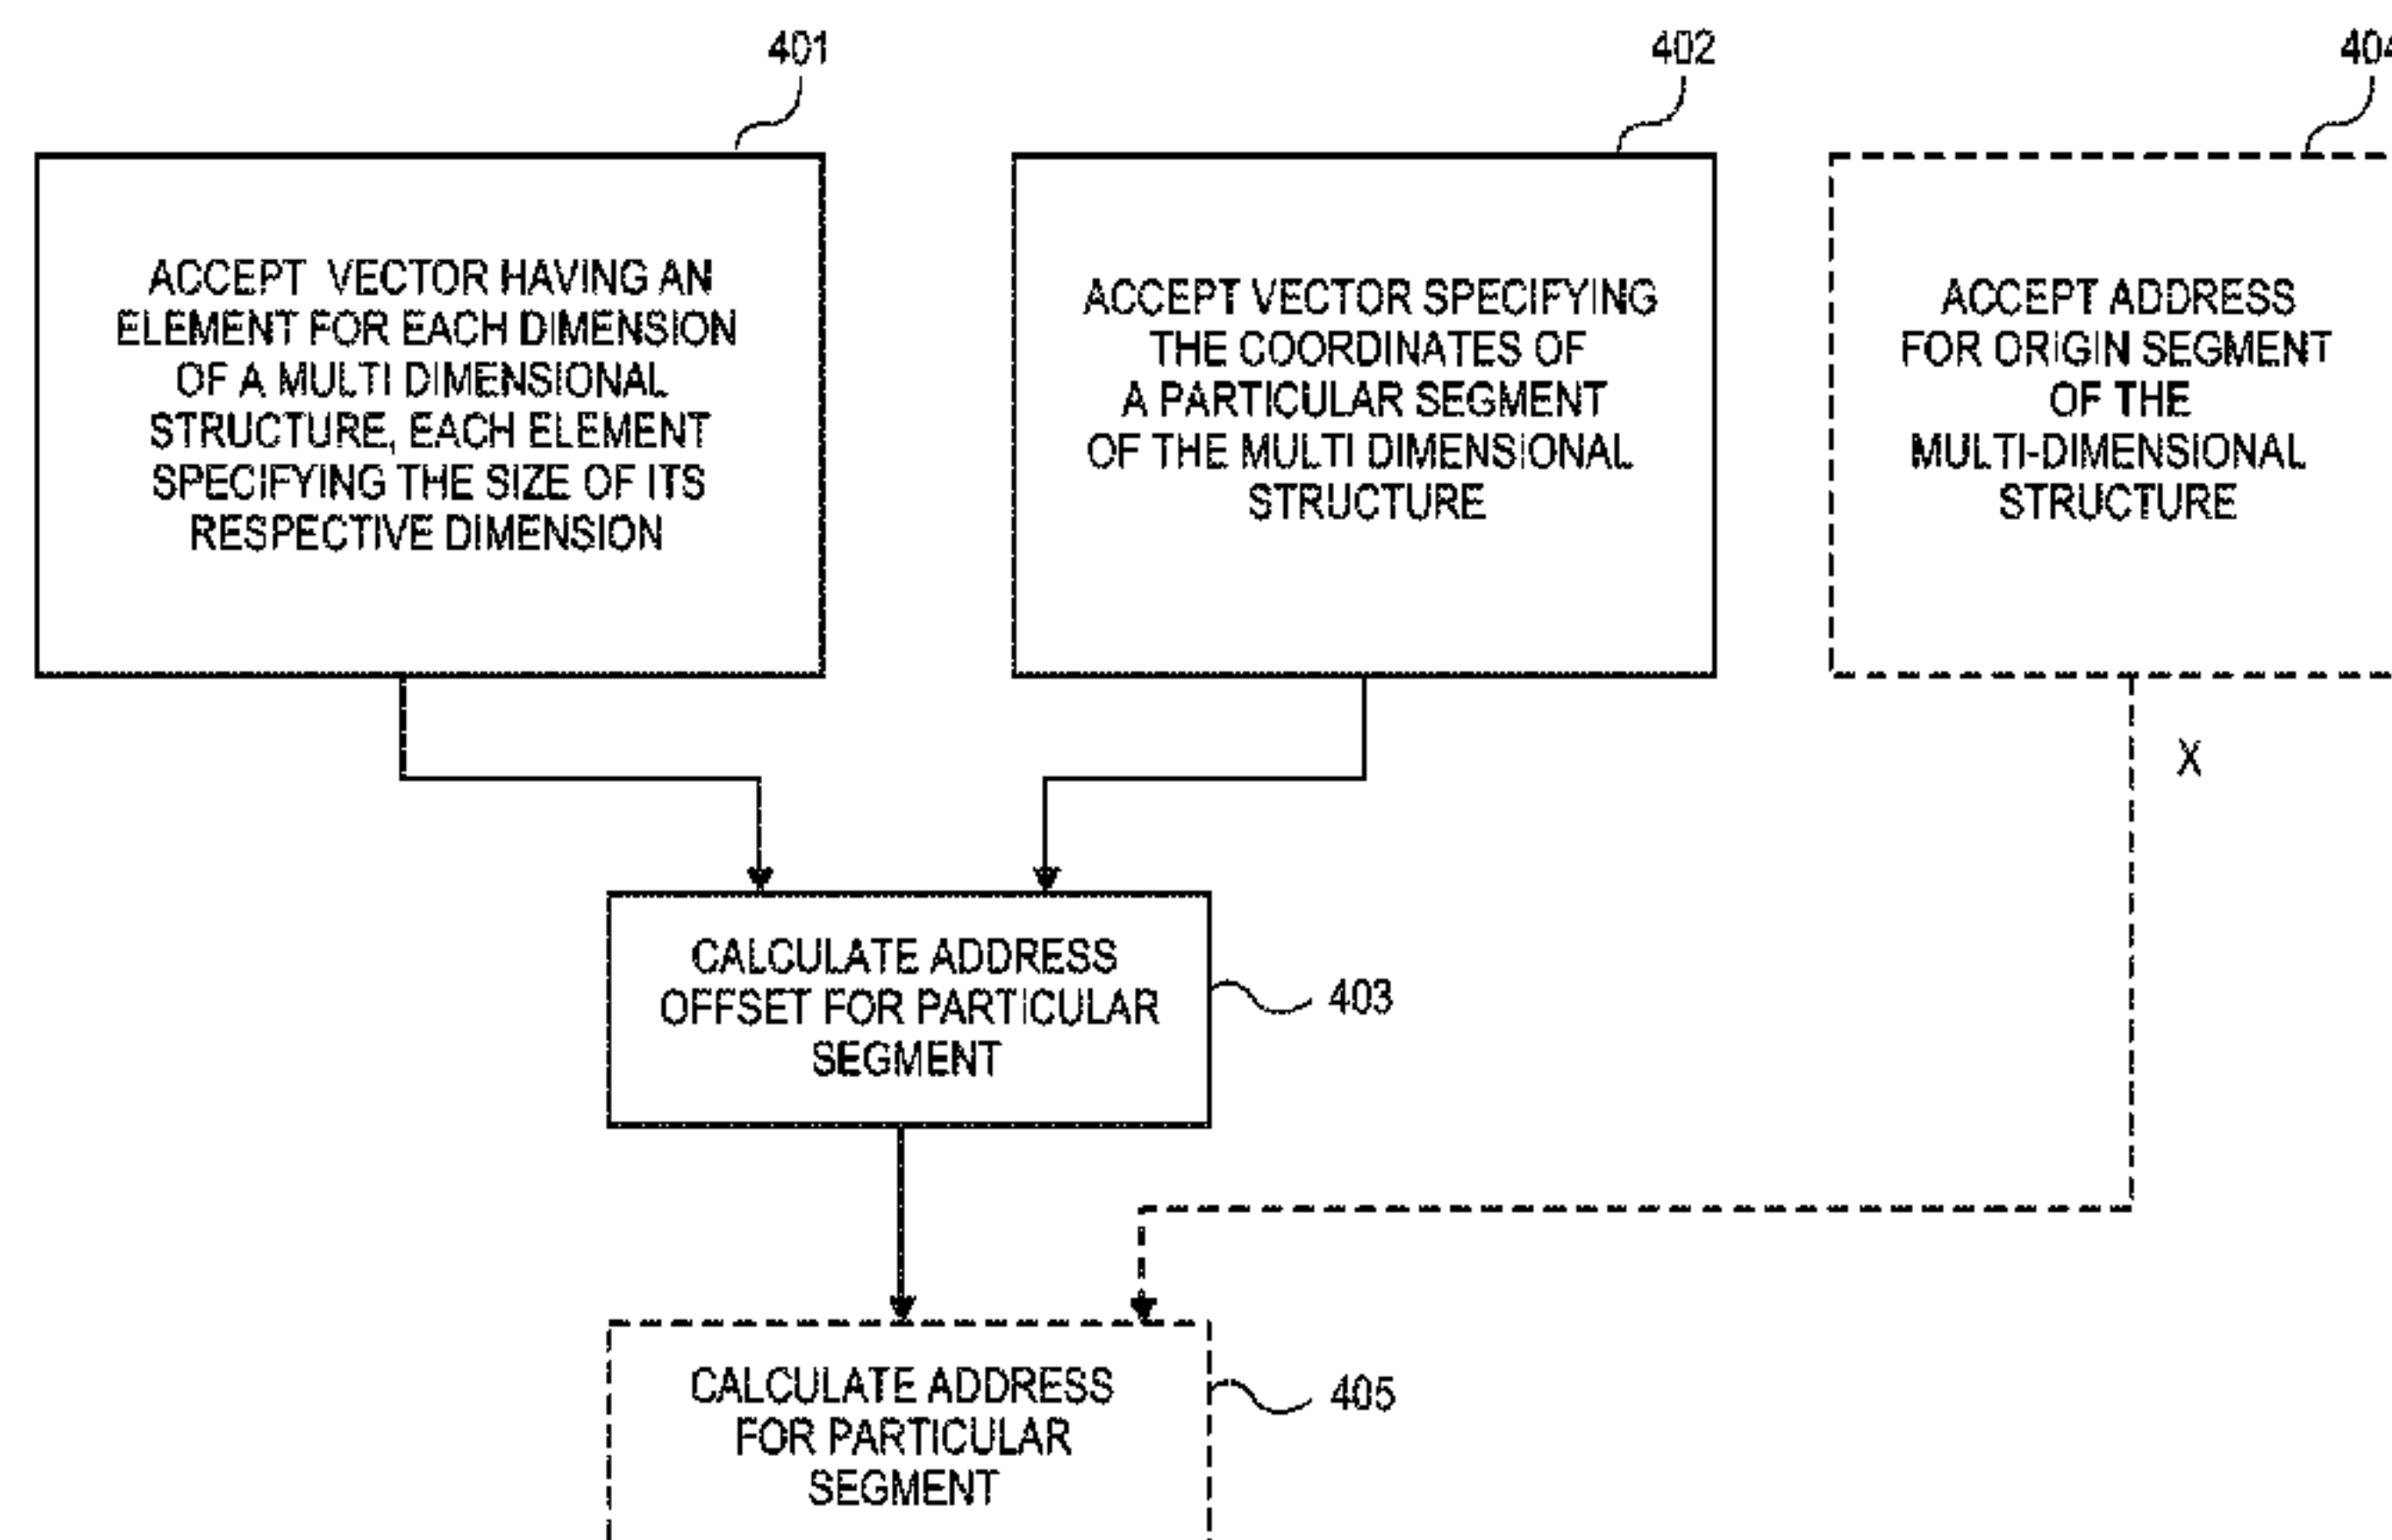 401
402
404
ACCEPT VECTOR HAVING AN
ELEMENT FOR EACH DIMENSION
OF A MULTI DIMENSIONAL
STRUCTURE, EACH ELEMENT
SPECIFYING THE SIZE OF ITS
RESPECTIVE DIMENSION
ACCEPT VECTOR SPECIFYING
THE COORDINATES OF
A PARTICULAR SEGMENT
OF THE MULTI DIMENSIONAL
STRUCTURE
ACCEPT ADDRESS
FOR ORIGIN SEGMENT
OF THE
MULTI-DIMENSIONAL
STRUCTURE
X
CALCULATE ADDRESS
OFFSET FOR PARTICULAR
SEGMENT
403
CALCULATE ADDRESS
FOR PARTICULAR
SEGMENT
405